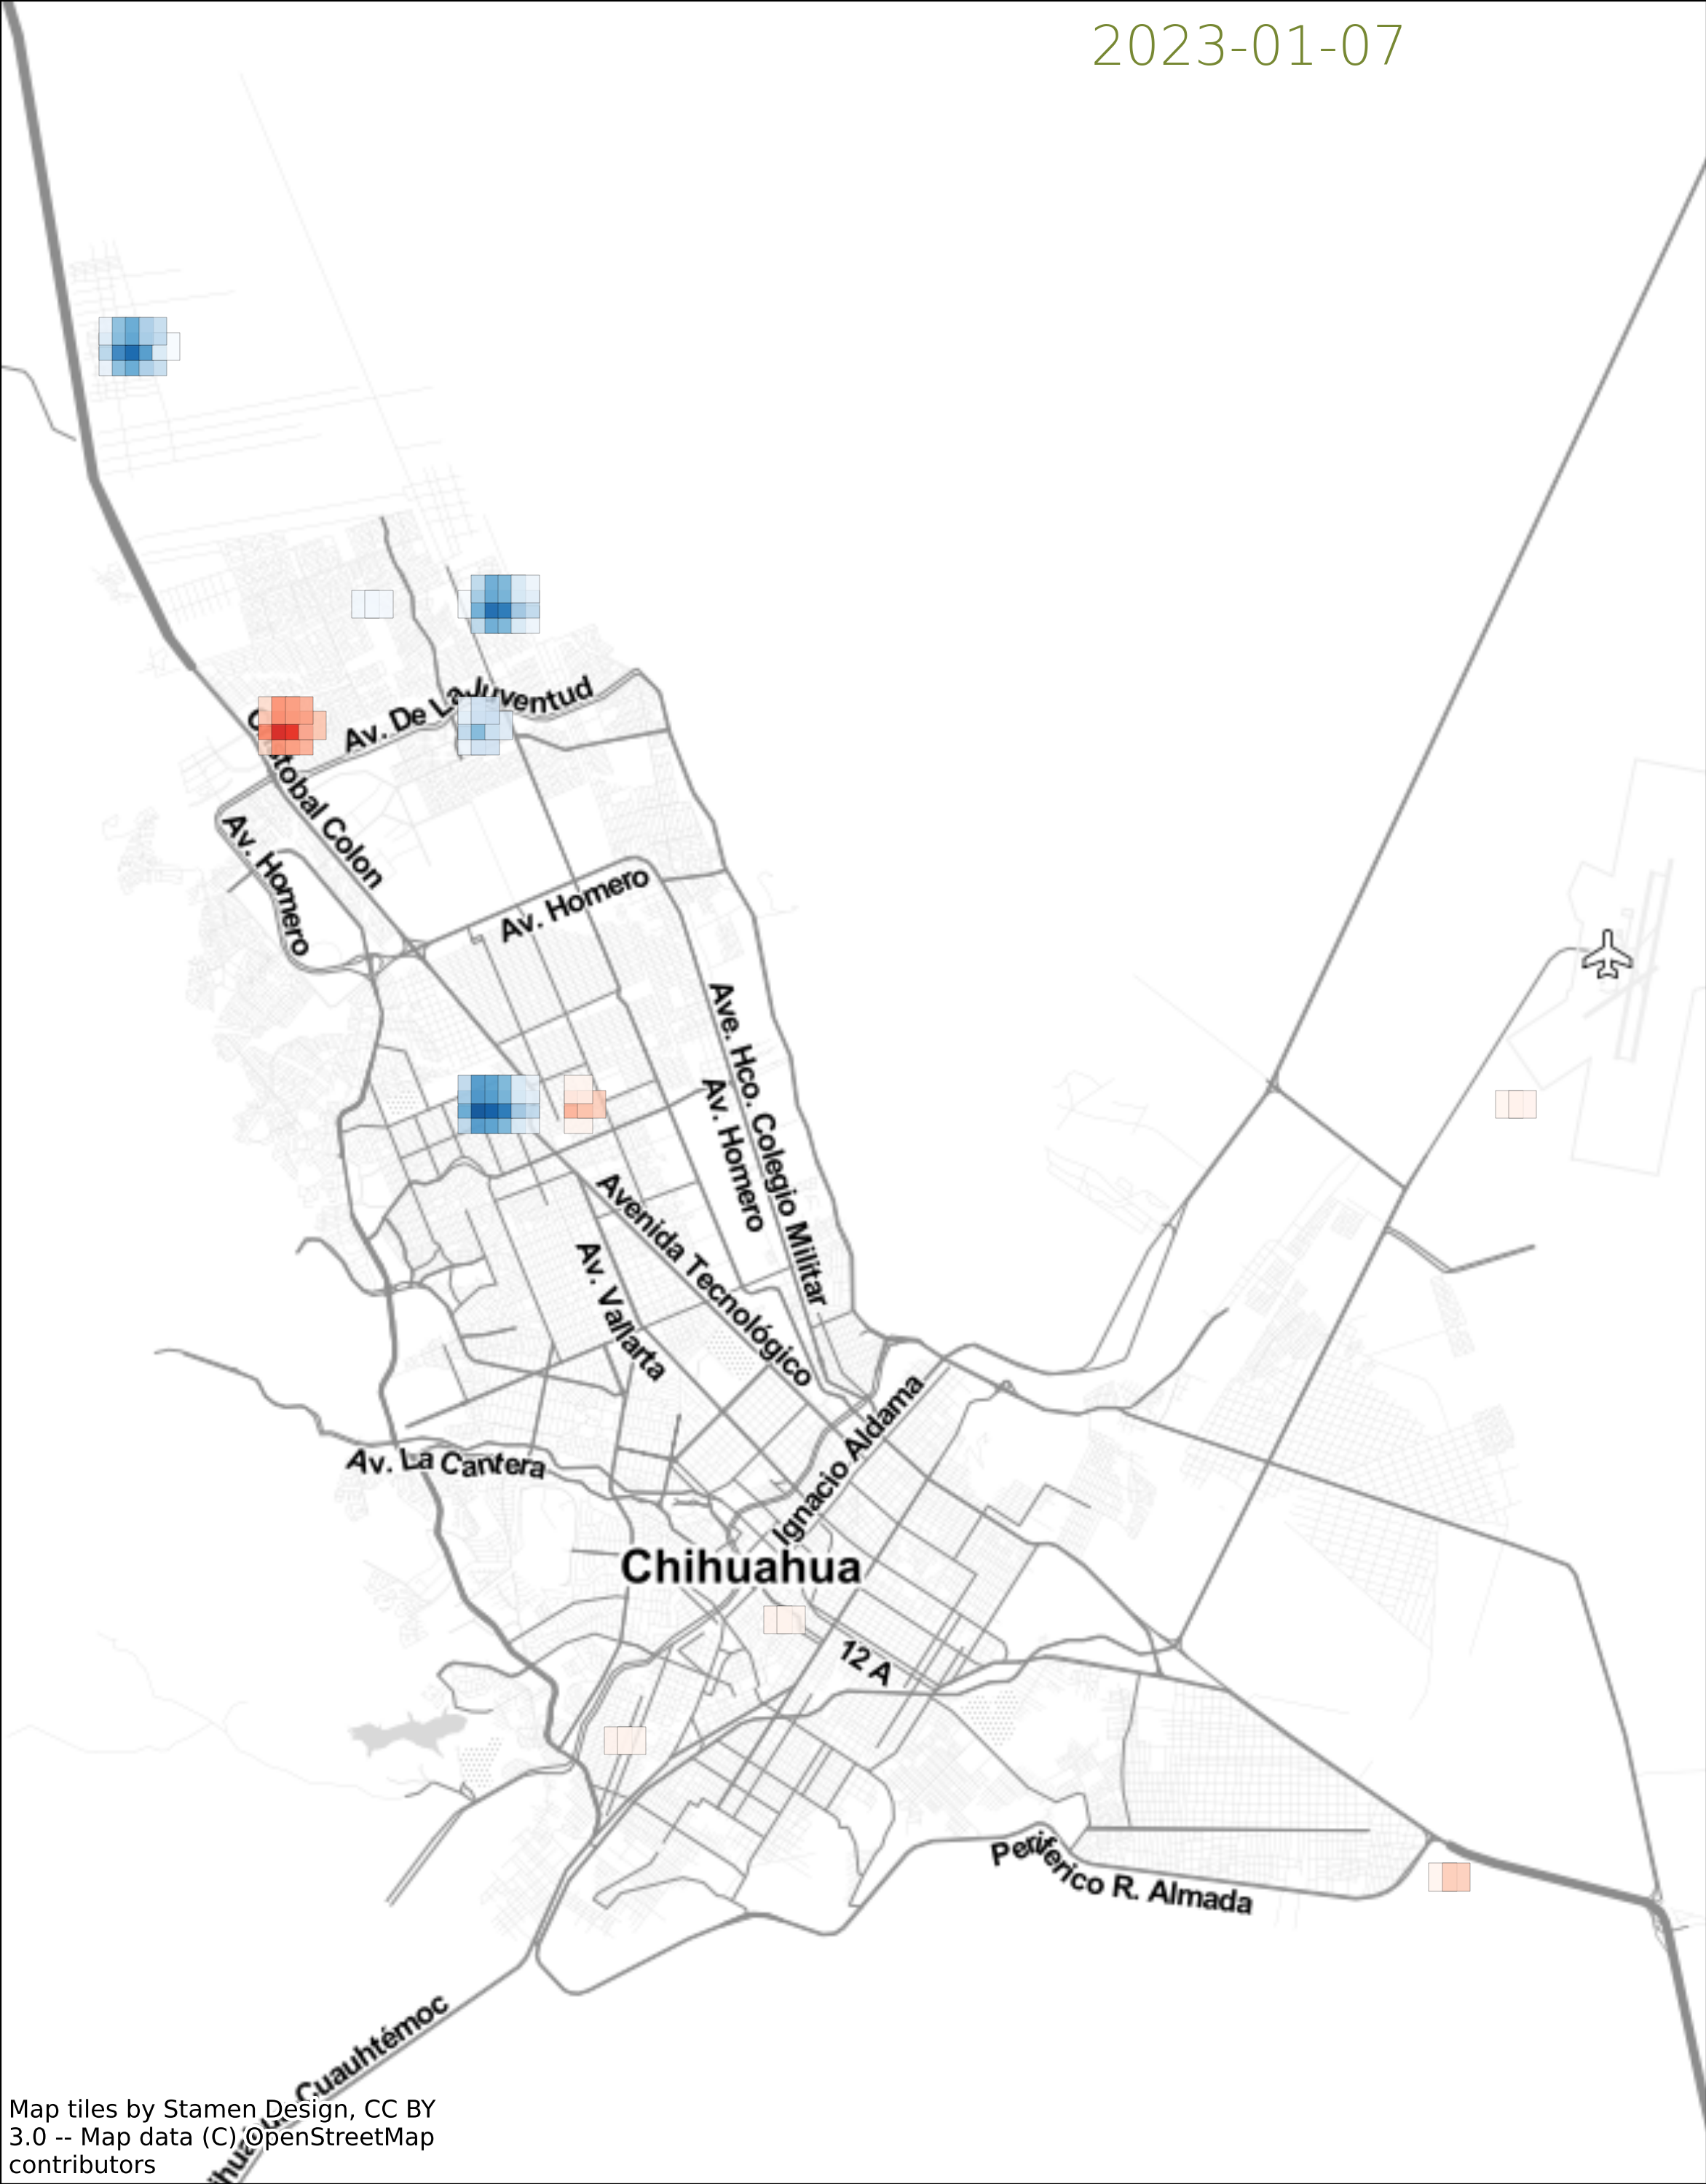 2023-01-07
Av. De La Juventud
tobal Colon
Av. Homero
Av. Homero
Ave. Hco. Colegio Militar
Av. Homero
Avenida Tecnológico
Av. Vallarta
Ignacio Aldama
Av. La Cantera
Chihuahua
12 A
Periferico R. Almada
Cuauhtémoc
Map tiles by Stamen Design, CC BY
3.0 -- Map data (C) OpenStreetMap
contributors